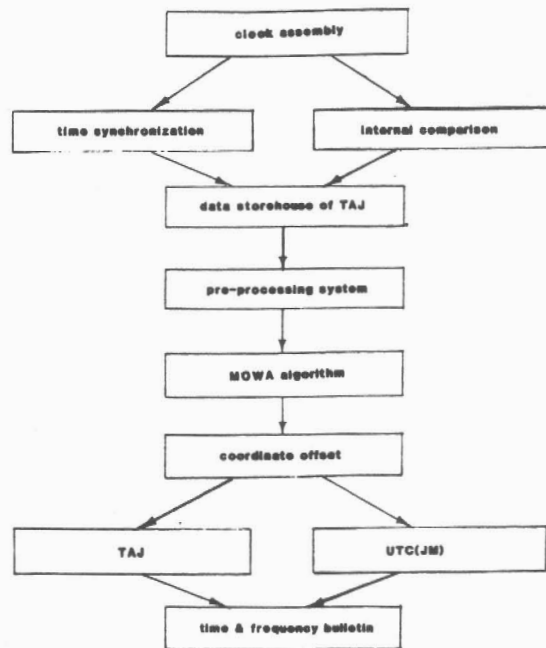 clock assembly
time synchronization
internal comparison
data storehouse of TAJ
pre-processing system
MOWA algorithm
coordinate offset
TAJ
UTC(JM)
time & frequency bulletin